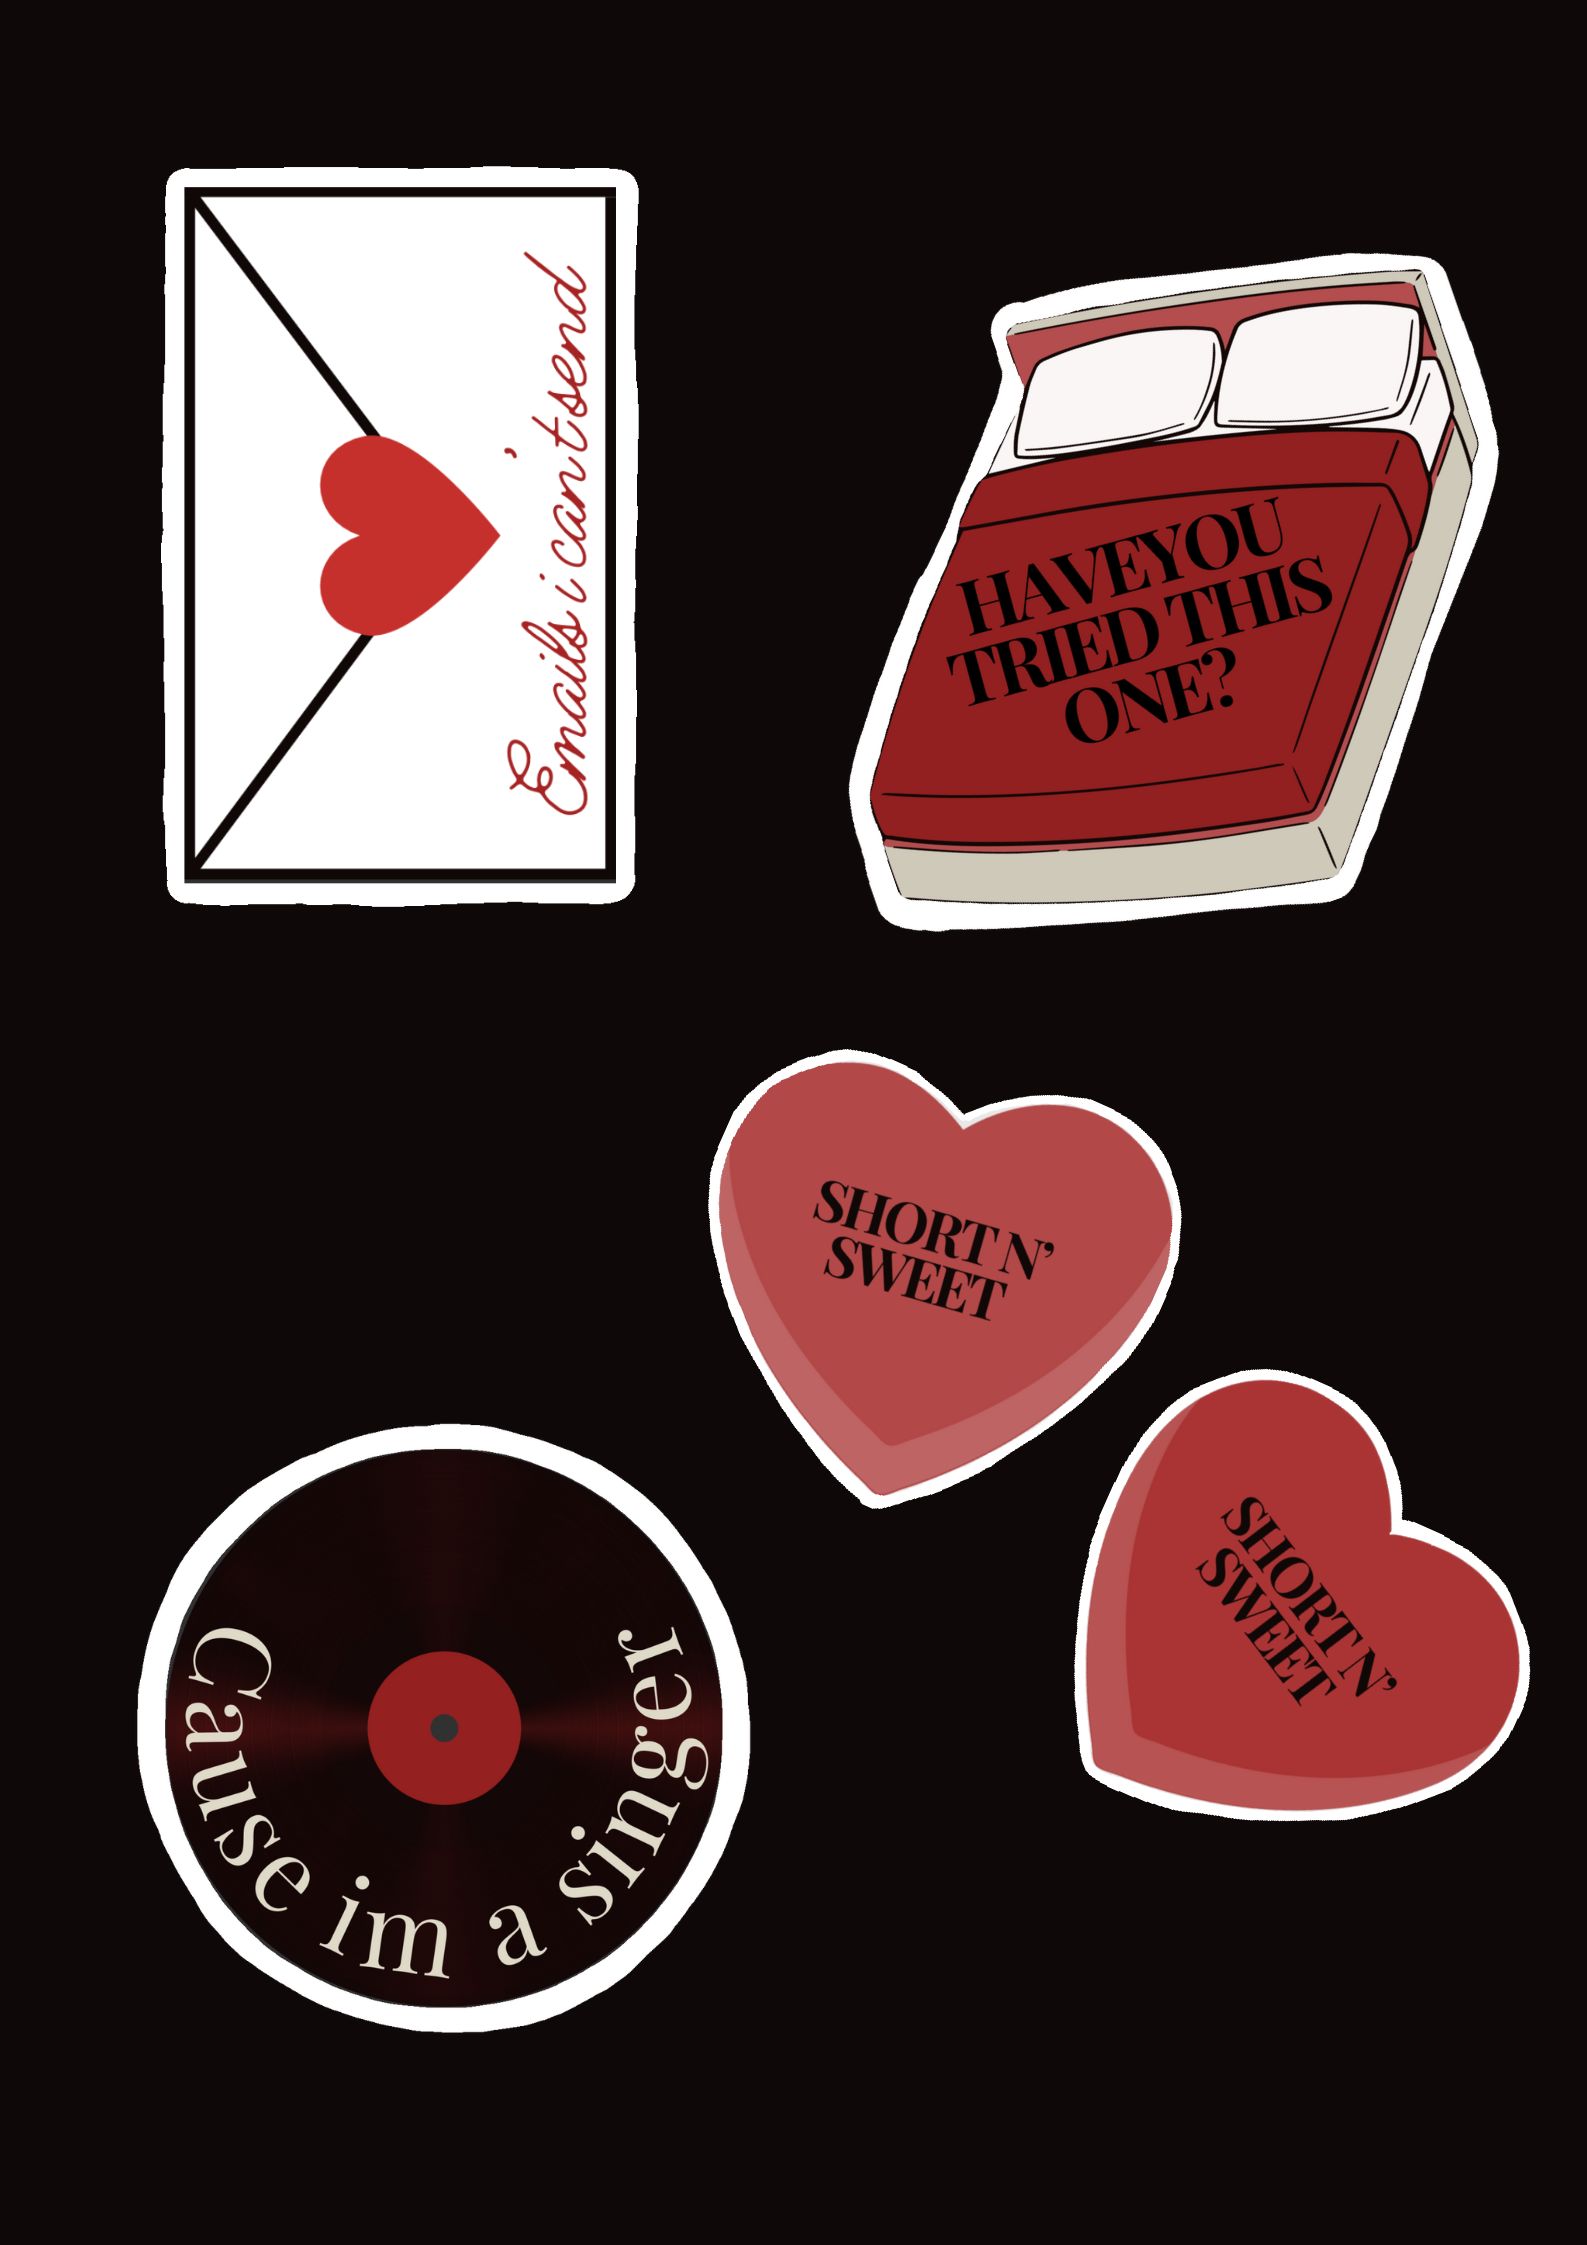 Emails i can't send
HAVEYOU
TRIED THIS
ONE?
SHORT N'
SWEET
SHORT N'
SWEET
Cause im a singer